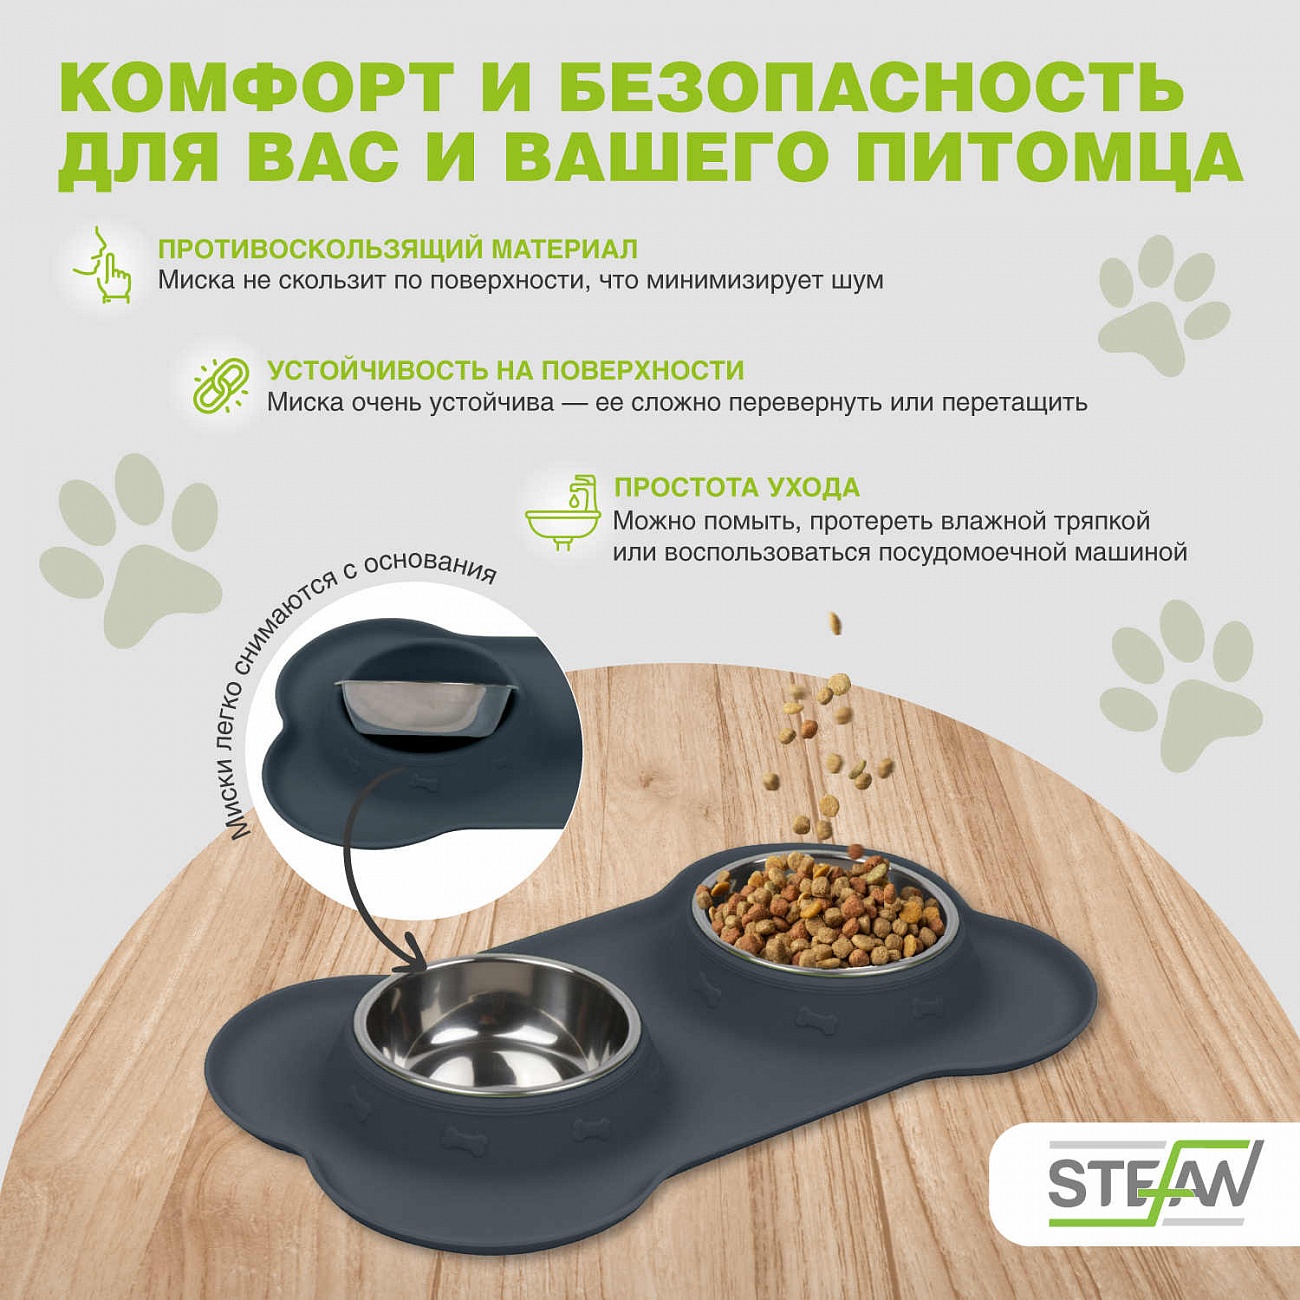 КОМФОРТ И БЕЗОПАСНОСТЬ
ДЛЯ ВАС И ВАШЕГО ПИТОМЦА
ПРОТИВОСКОЛЬЗЯЩИЙ МАТЕРИАЛ
Миска не скользит по поверхности, что минимизирует шум
УСТОЙЧИВОСТЬ НА ПОВЕРХНОСТИ
Миска очень устойчива — ее сложно перевернуть или перетащить
ПРОСТОТА УХОДА
Можно помыть, протереть влажной тряпкой
или воспользоваться посудомоечной машиной
Миски легко снимаются с основания
STEFAN